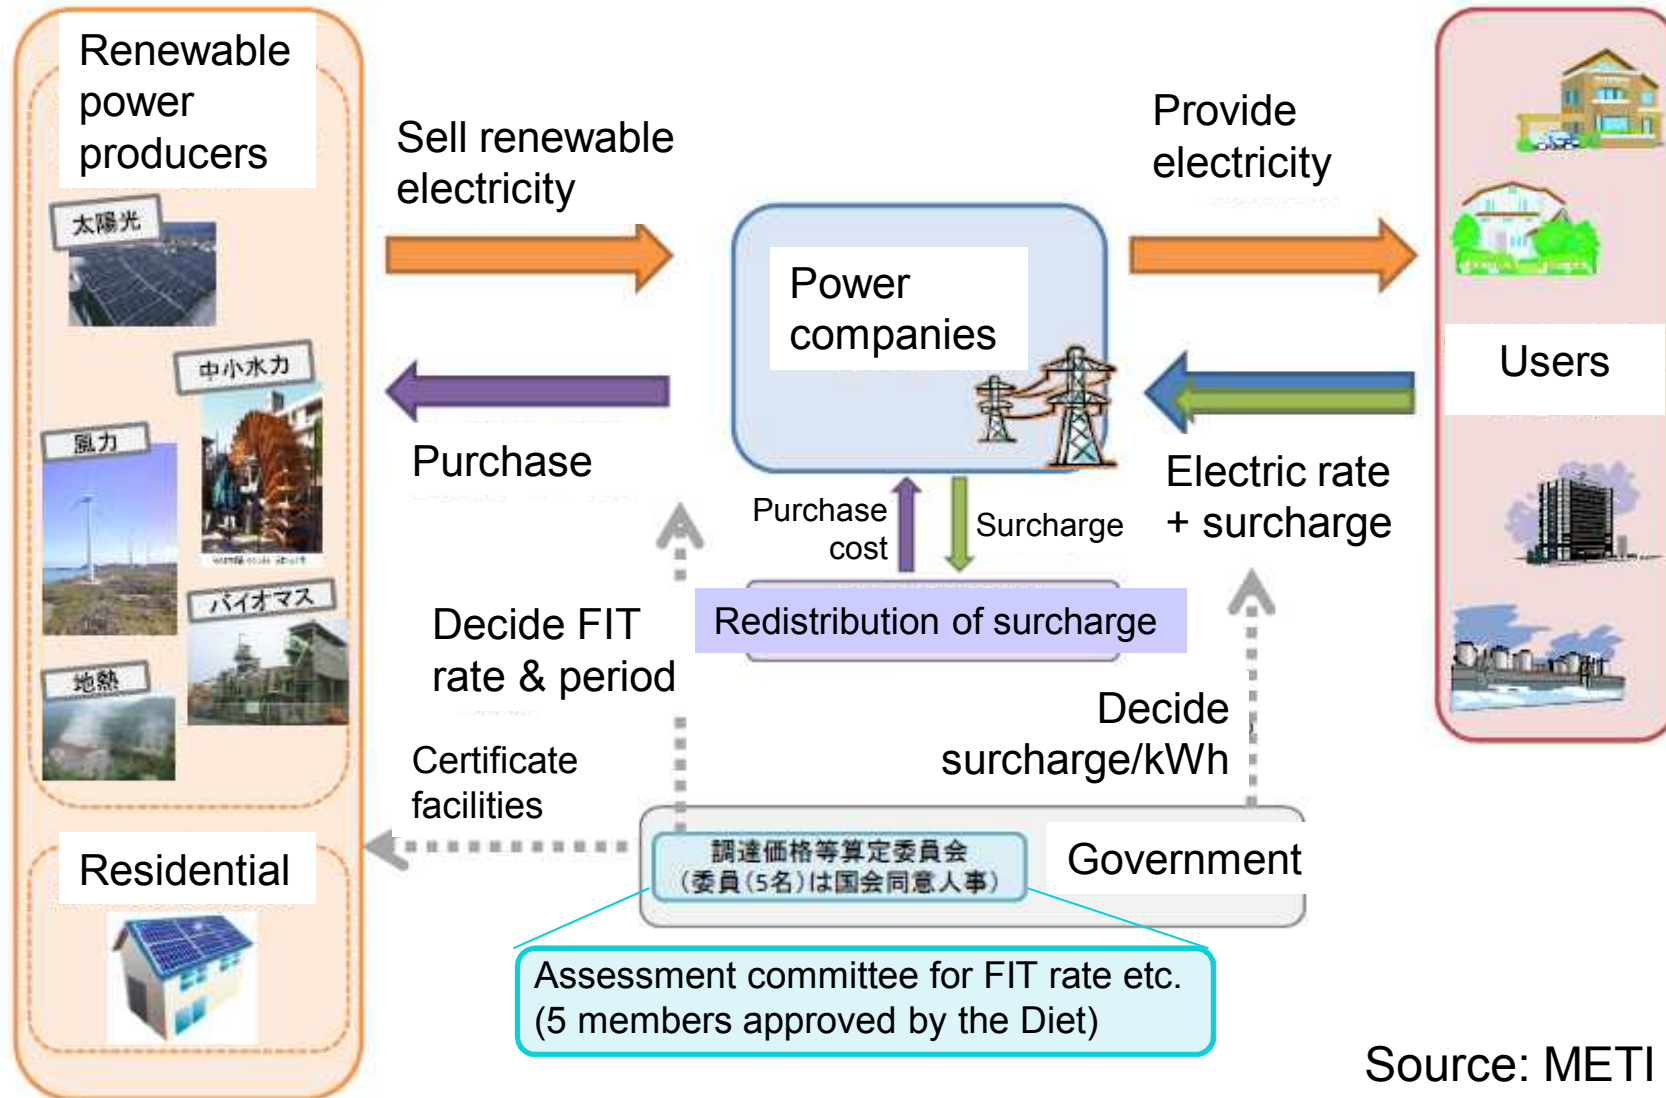 Renewable
power
producers
太陽光
中小水力
風力
バイオマス
地熱
Residential
Sell renewable
electricity
Purchase
Decide FIT
rate & period
Certificate
facilities
Power
companies
Purchase
cost
Surcharge
Redistribution of surcharge
Provide
electricity
Electric rate
+ surcharge
Decide
surcharge/kWh
Users
調達価格等算定委員会
(委員(5名)は国会同意人事)
Government
Assessment committee for FIT rate etc.
(5 members approved by the Diet)
Source: METI